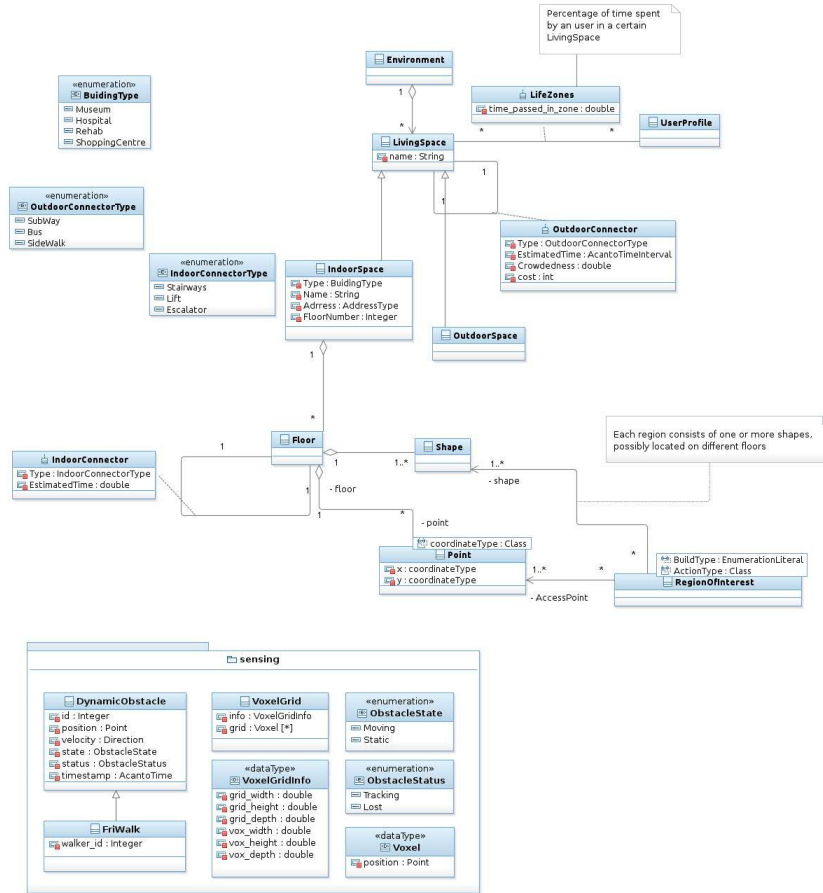 Percentage of time spent
by an user in a certain
LivingSpace
Environment
1
*
«enumeration»
BuidingType
Museum
Hospital
Rehab
ShoppingCentre
LifeZones
time_passed_in_zone : double
*
*
UserProfile
LivingSpace
name : String
1
1
«enumeration»
OutdoorConnectorType
SubWay
Bus
SideWalk
OutdoorConnector
Type : OutdoorConnectorType
EstimatedTime : AcantoTimeInterval
Crowdedness : double
cost : int
«enumeration»
IndoorConnectorType
Stairways
Lift
Escalator
IndoorSpace
Type : BuidingType
Name : String
Adrress : AddressType
FloorNumber : Integer
OutdoorSpace
1
*
Floor
1
1
1
1..*
Shape
Each region consists of one or more shapes,
possibly located on different floors
IndoorConnector
Type : IndoorConnectorType
EstimatedTime : double
1..*
- shape
- floor
1
*
- point
coordinateType : Class
Point
x : coordinateType
y : coordinateType
1..*
*
- AccessPoint
*
BuildType : EnumerationLiteral
ActionType : Class
RegionOfInterest
sensing
DynamicObstacle
id : Integer
position : Point
velocity : Direction
state : ObstacleState
status : ObstacleStatus
timestamp : AcantoTime
VoxelGrid
info : VoxelGridInfo
grid : Voxel [*]
«enumeration»
ObstacleState
Moving
Static
«dataType»
VoxelGridInfo
grid_width : double
grid_height : double
grid_depth : double
vox_width : double
vox_height : double
vox_depth : double
«enumeration»
ObstacleStatus
Tracking
Lost
FriWalk
walker_id : Integer
«dataType»
Voxel
position : Point